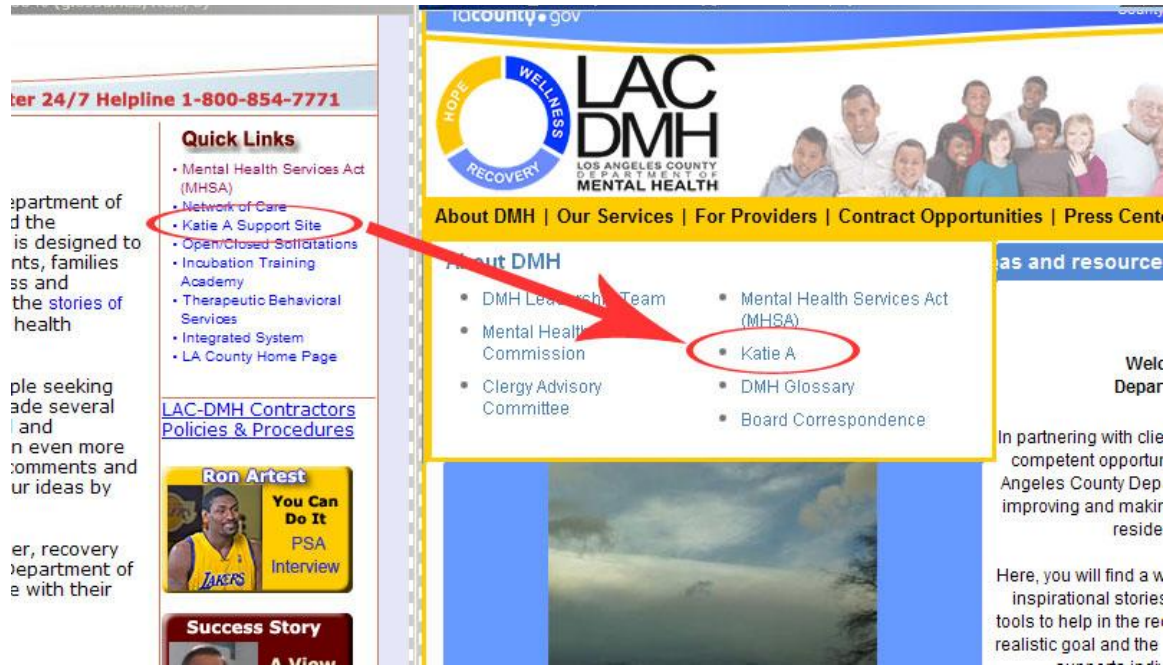 lacounty.gov
County
ter 24/7 Helpline 1-800-854-7771
Quick Links
• Mental Health Services Act
(MHSA)
• Network of Care
• Katie A Support Site
• Open/Closed Solicitations
• Incubation Training
Academy
• Therapeutic Behavioral
Services
• Integrated System
• LA County Home Page
epartment of
d the
is designed to
nts, families
ss and
the stories of
health
ple seeking
ade several
l and
n even more
comments and
ur ideas by
er, recovery
Department of
e with their
LAC-DMH Contractors
Policies & Procedures
Ron Artest
You Can
Do It
PSA
Interview
LAKERS
Success Story
A View
HOPE
WELLNESS
RECOVERY
LAC
DMH
LOS ANGELES COUNTY
DEPARTMENT OF
MENTAL HEALTH
About DMH | Our Services | For Providers | Contract Opportunities | Press Cente
About DMH
• DMH Leadership Team
• Mental Health
Commission
• Clergy Advisory
Committee
• Mental Health Services Act
(MHSA)
• Katie A
• DMH Glossary
• Board Correspondence
as and resource
Welc
Depar
In partnering with clie
competent opportur
Angeles County Dep
improving and makin
reside
Here, you will find a w
inspirational stories
tools to help in the rec
realistic goal and the
supports indi